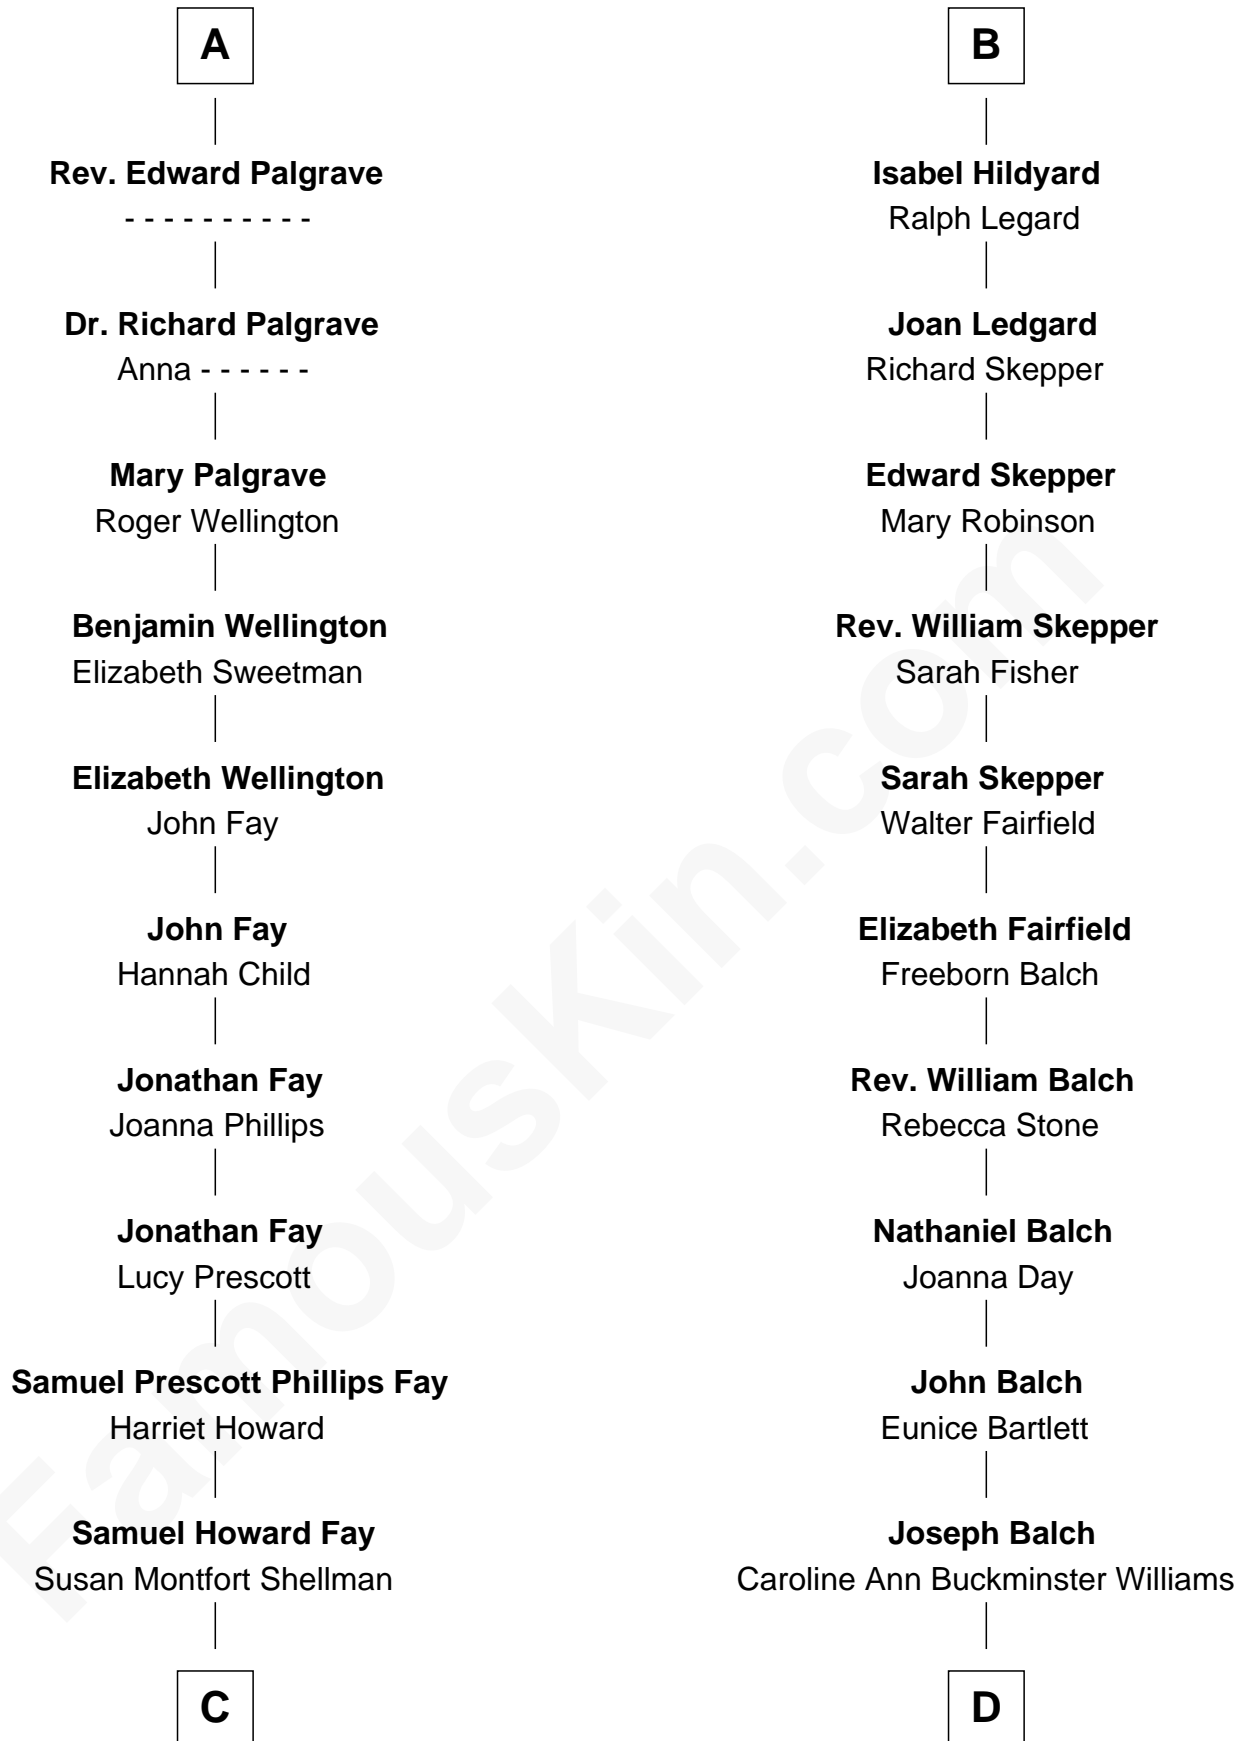 A
Rev. Edward Palgrave
- - - - - - - - - -
Dr. Richard Palgrave
Anna - - - - - -
Mary Palgrave
Roger Wellington
Benjamin Wellington
Elizabeth Sweetman
Elizabeth Wellington
John Fay
John Fay
Hannah Child
Jonathan Fay
Joanna Phillips
Jonathan Fay
Lucy Prescott
Samuel Prescott Phillips Fay
Harriet Howard
Samuel Howard Fay
Susan Montfort Shellman
C
B
Isabel Hildyard
Ralph Legard
Joan Ledgard
Richard Skepper
Edward Skepper
Mary Robinson
Rev. William Skepper
Sarah Fisher
Sarah Skepper
Walter Fairfield
Elizabeth Fairfield
Freeborn Balch
Rev. William Balch
Rebecca Stone
Nathaniel Balch
Joanna Day
John Balch
Eunice Bartlett
Joseph Balch
Caroline Ann Buckminster Williams
D
FamousKin.com